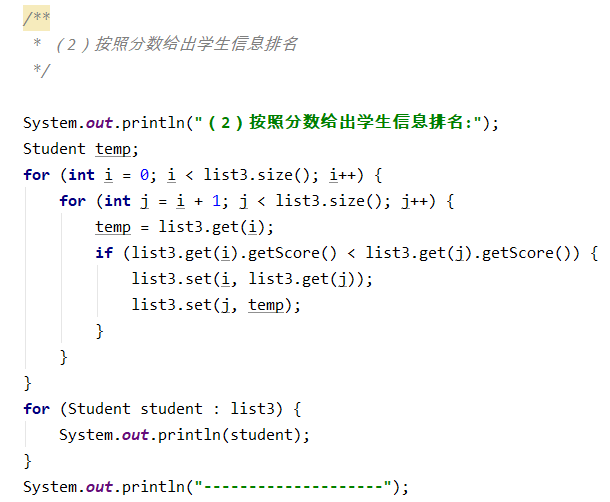 /**
 * （2）按照分数给出学生信息排名
 */
System.out.println("（2）按照分数给出学生信息排名:");
Student temp;
for (int i = 0; i < list3.size(); i++) {
    for (int j = i + 1; j < list3.size(); j++) {
        temp = list3.get(i);
        if (list3.get(i).getScore() < list3.get(j).getScore()) {
            list3.set(i, list3.get(j));
            list3.set(j, temp);
        }
    }
}
for (Student student : list3) {
    System.out.println(student);
}
System.out.println("--------------------");